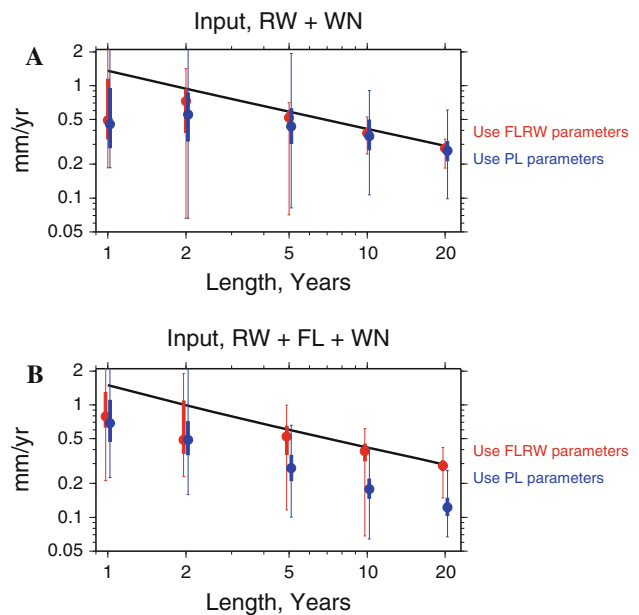 Input, RW + WN
A
2
1
0.5
0.2
0.1
0.05
mm/yr
Use FLRW parameters
Use PL parameters
1 2 5 10 20
Length, Years
Input, RW + FL + WN
B
2
1
0.5
0.2
0.1
0.05
mm/yr
Use FLRW parameters
Use PL parameters
1 2 5 10 20
Length, Years